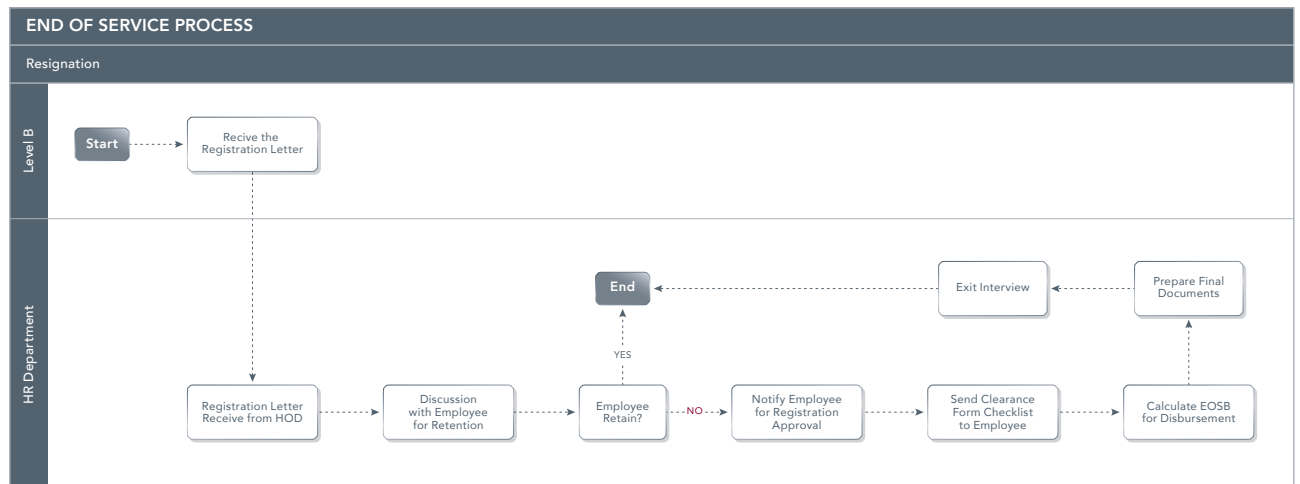 END OF SERVICE PROCESS
Resignation
Level B
Start
Recive the
Registration Letter
HR Department
End
Exit Interview
Prepare Final
Documents
YES
Registration Letter
Receive from HOD
Discussion
with Employee
for Retention
Employee
Retain?
NO
Notify Employee
for Registration
Approval
Send Clearance
Form Checklist
to Employee
Calculate EOSB
for Disbursement